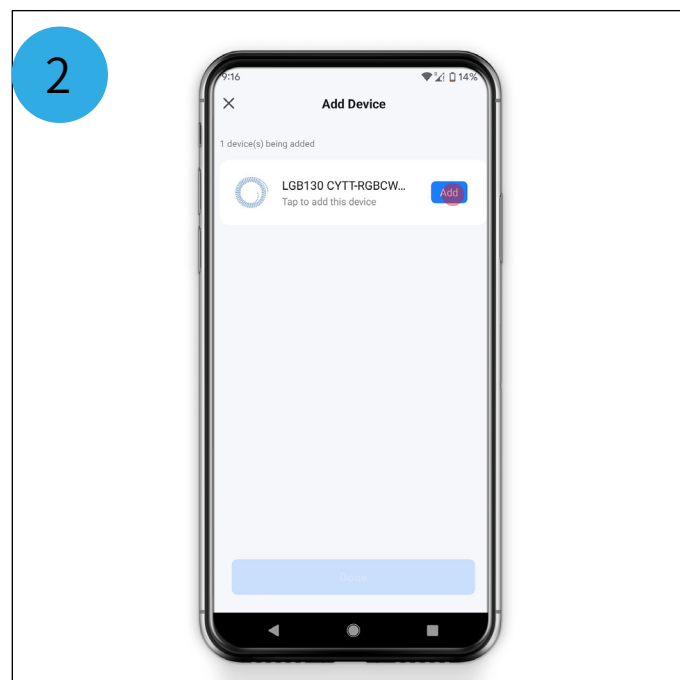 2
9:16
14%
Add Device
1 device(s) being added
LGB130 CYTT-RGBCW...
Add
Tap to add this device
Done